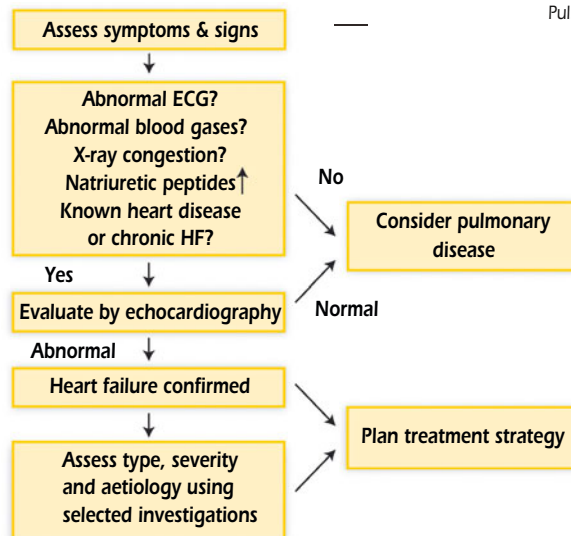 Assess symptoms & signs
Pul
Abnormal ECG?
Abnormal blood gases?
X-ray congestion?
Natriuretic peptides↑
Known heart disease
or chronic HF?
No
Consider pulmonary
disease
Yes
Evaluate by echocardiography
Normal
Abnormal
Heart failure confirmed
Plan treatment strategy
Assess type, severity
and aetiology using
selected investigations